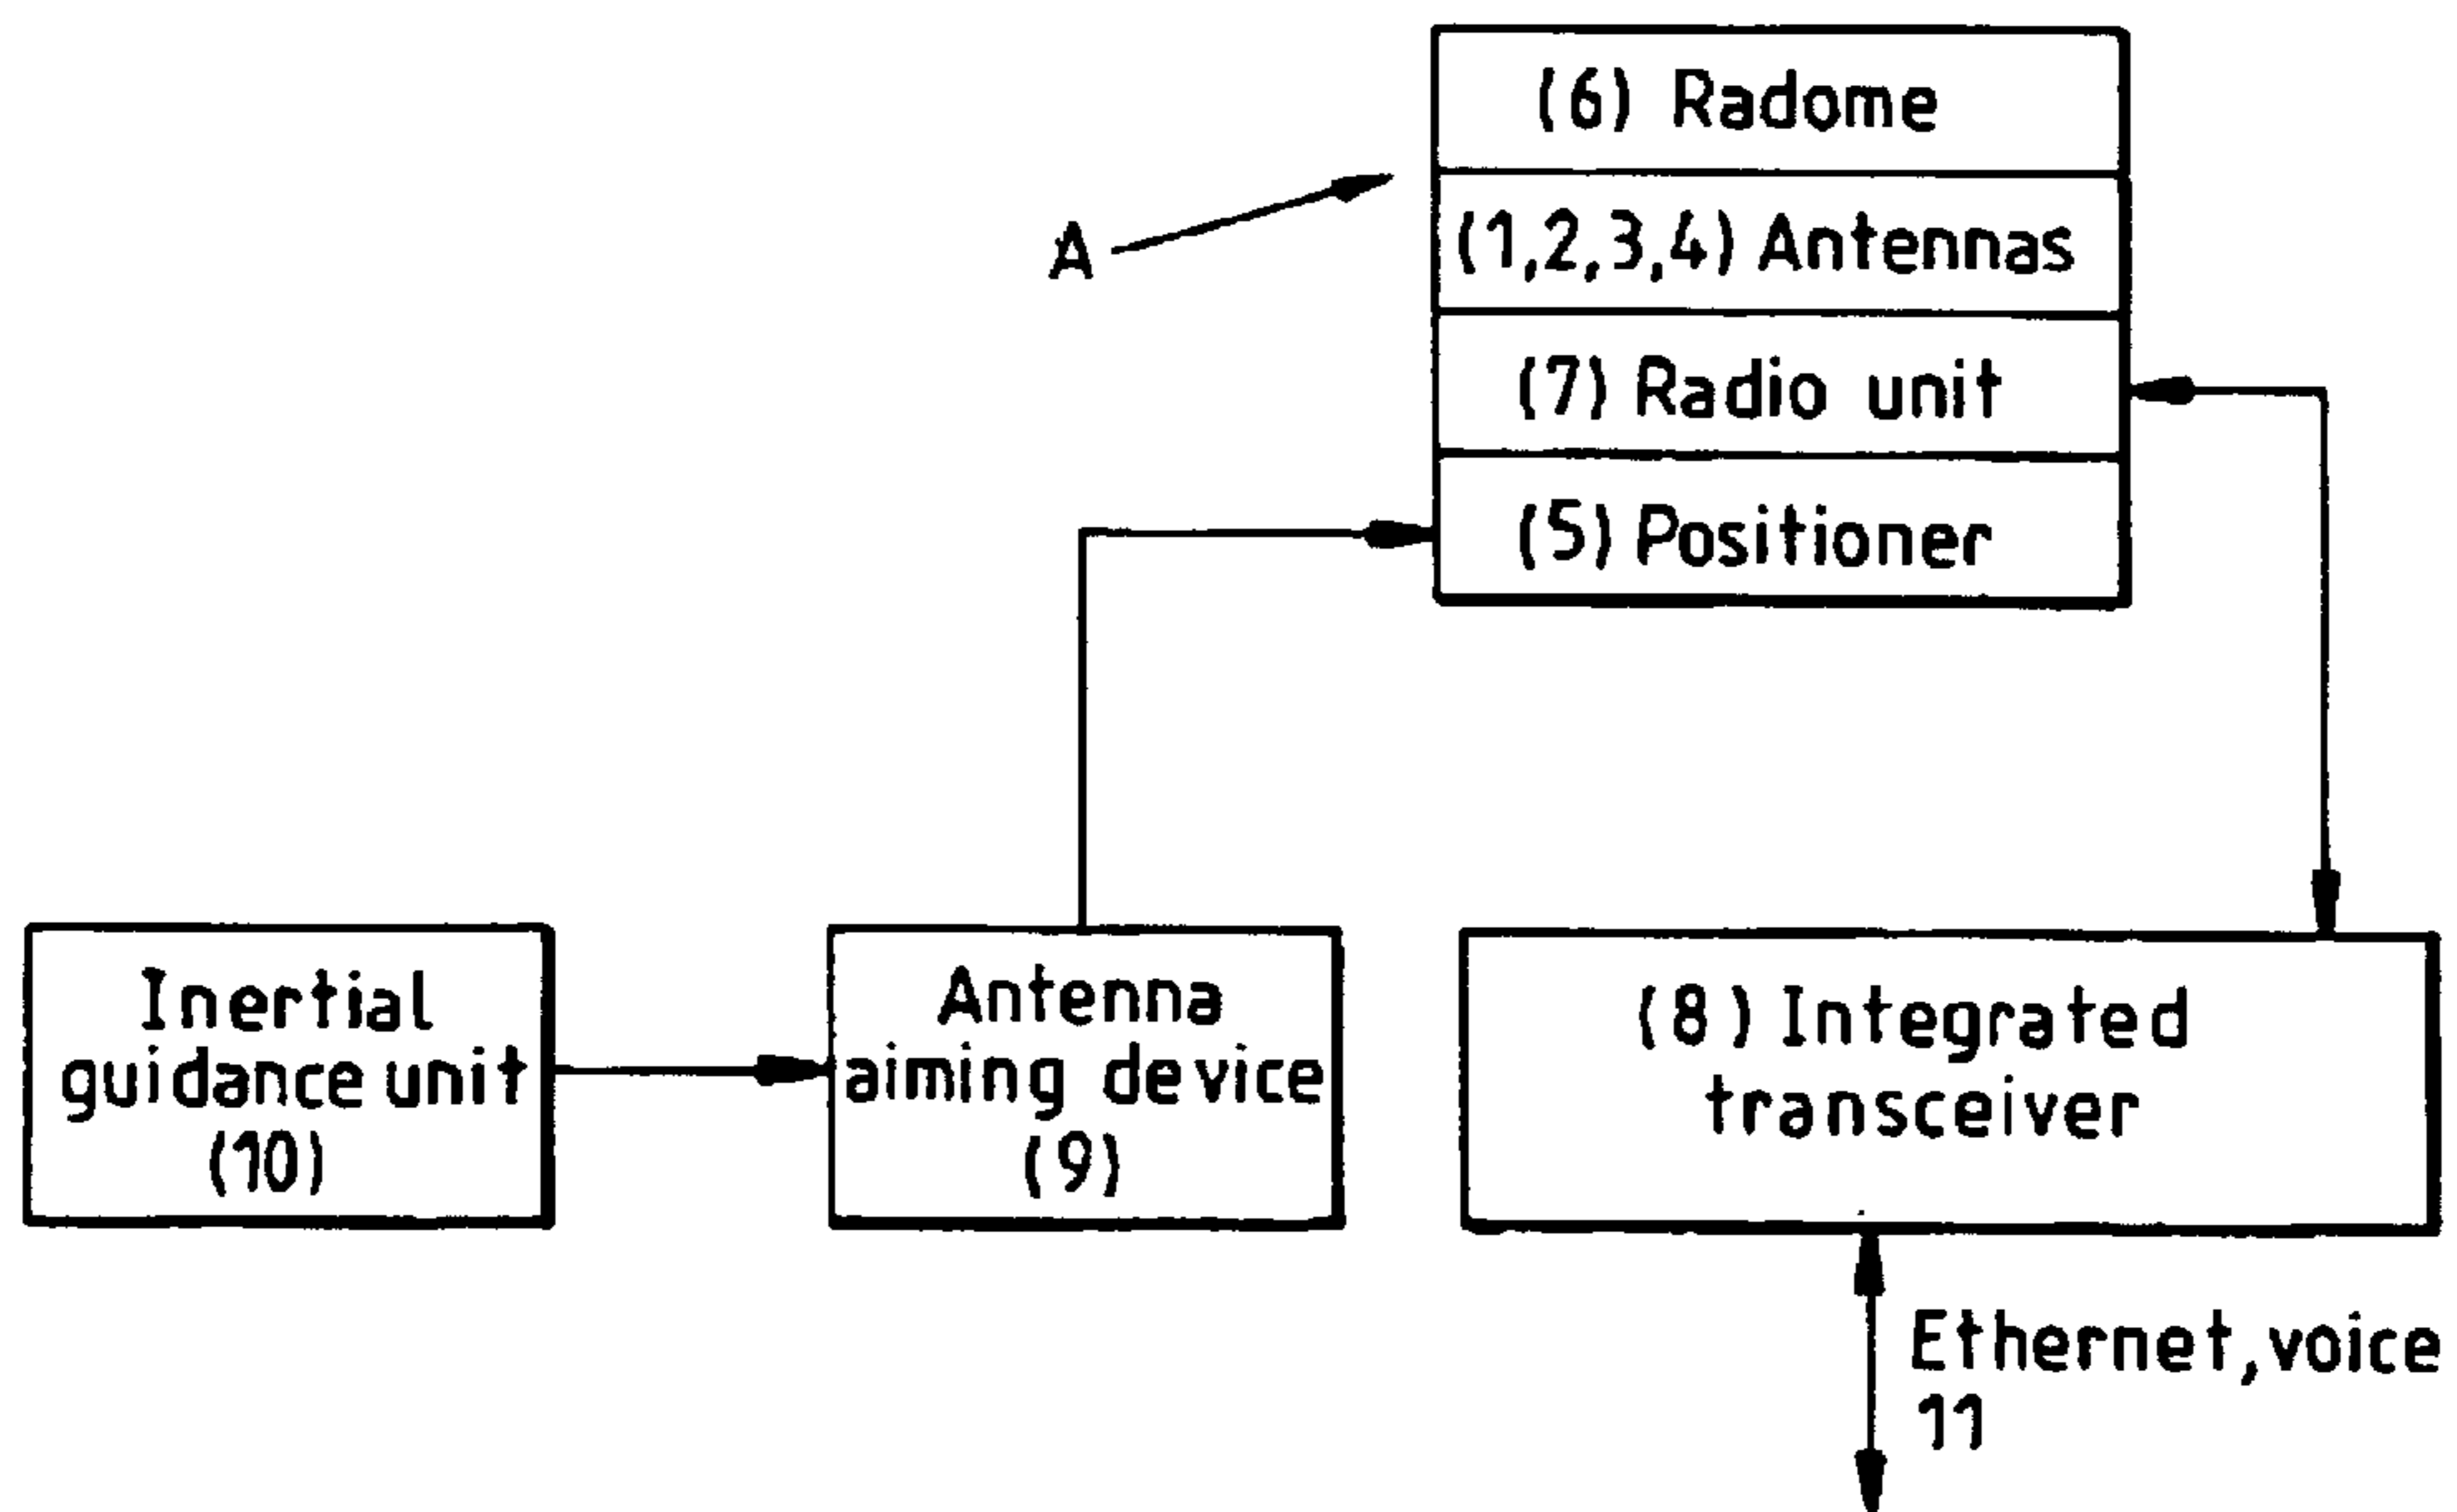 (6) Radome
A
(1,2,3,4) Antennas
(7) Radio unit
(5) Positioner
Inertial
guidance unit
(10)
Antenna
aiming device
(9)
(8) Integrated
transceiver
Ethernet, voice
11